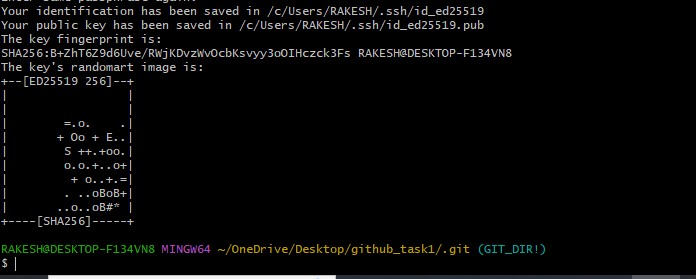 Your identification has been saved in /c/Users/RAKESH/.ssh/id_ed25519
Your public key has been saved in /c/Users/RAKESH/.ssh/id_ed25519.pub
The key fingerprint is:
SHA256:B+ZhT6Z9d6Uve/RWjKDvzWvOcbKsvyy3oOIHczck3Fs RAKESH@DESKTOP-F134VN8
The key's randomart image is:
+--[ED25519 256]--+
|                 |
|                 |
|        =.o.    .|
|       + Oo + E..|
|        S ++.+oo.|
|        o.o.+..o+|
|         + o..+.=|
|        . ..oBoB+|
|       ..o..oB#* |
+----[SHA256]-----+
RAKESH@DESKTOP-F134VN8 MINGW64 ~/OneDrive/Desktop/github_task1/.git (GIT_DIR!)
$